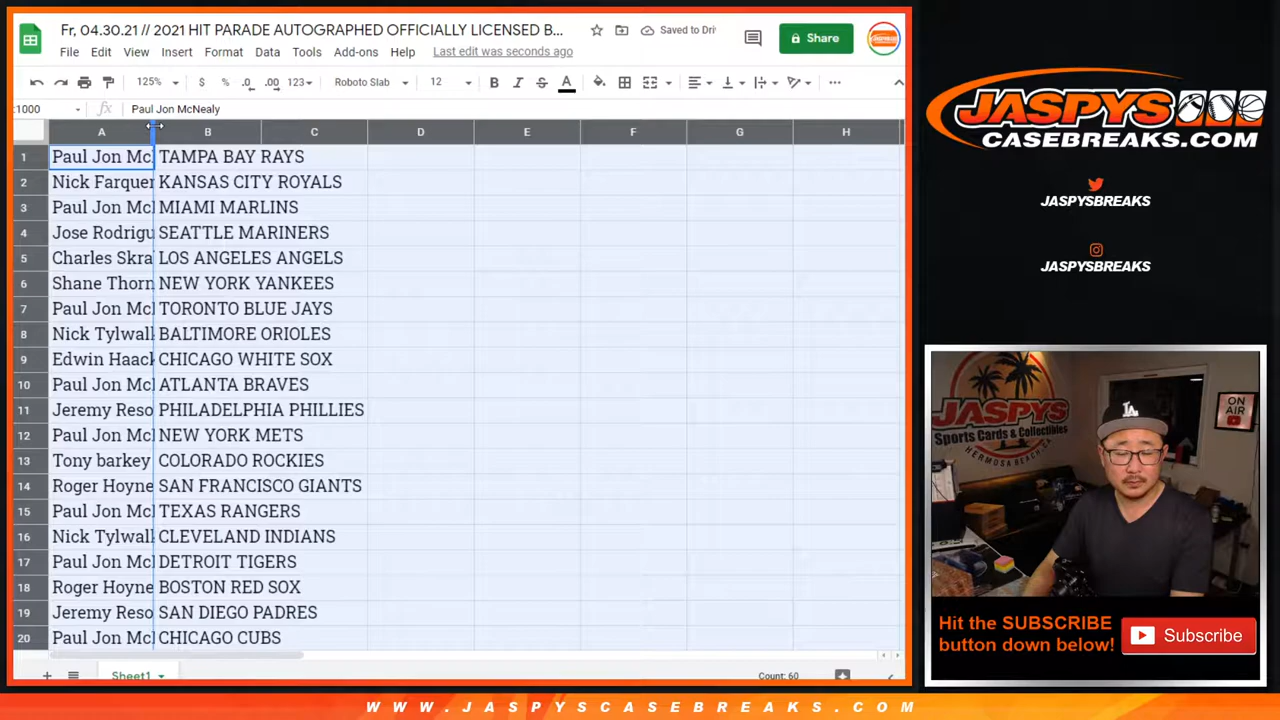 Fr, 04.30.21 // 2021 HIT PARADE AUTOGRAPHED OFFICIALLY LICENSED B...
Saved to Dri
Share
File Edit View Insert Format Data Tools Add-ons Help Last edit was seconds ago
125% $ % .0 .00 123 Roboto Slab 12 B I S A
:1000 fx Paul Jon McNealy
A B C D E F G H
1 Paul Jon Mc TAMPA BAY RAYS
2 Nick Farquer KANSAS CITY ROYALS
3 Paul Jon Mc MIAMI MARLINS
4 Jose Rodrigu SEATTLE MARINERS
5 Charles Skra LOS ANGELES ANGELS
6 Shane Thorn NEW YORK YANKEES
7 Paul Jon Mc TORONTO BLUE JAYS
8 Nick Tylwall BALTIMORE ORIOLES
9 Edwin Haack CHICAGO WHITE SOX
10 Paul Jon Mc ATLANTA BRAVES
11 Jeremy Reso PHILADELPHIA PHILLIES
12 Paul Jon Mc NEW YORK METS
13 Tony barkey COLORADO ROCKIES
14 Roger Hoyne SAN FRANCISCO GIANTS
15 Paul Jon Mc TEXAS RANGERS
16 Nick Tylwall CLEVELAND INDIANS
17 Paul Jon Mc DETROIT TIGERS
18 Roger Hoyne BOSTON RED SOX
19 Jeremy Reso SAN DIEGO PADRES
20 Paul Jon Mc CHICAGO CUBS
Sheet1
Count: 60
JASPYS
CASEBREAKS.COM
JASPYSBREAKS
JASPYSBREAKS
JASPYS
Sports Cards & Collectibles
HERMOSA BEACH
ON
AIR
LA
Hit the SUBSCRIBE
button down below!
Subscribe
WWW.JASPYSCASEBREAKS.COM